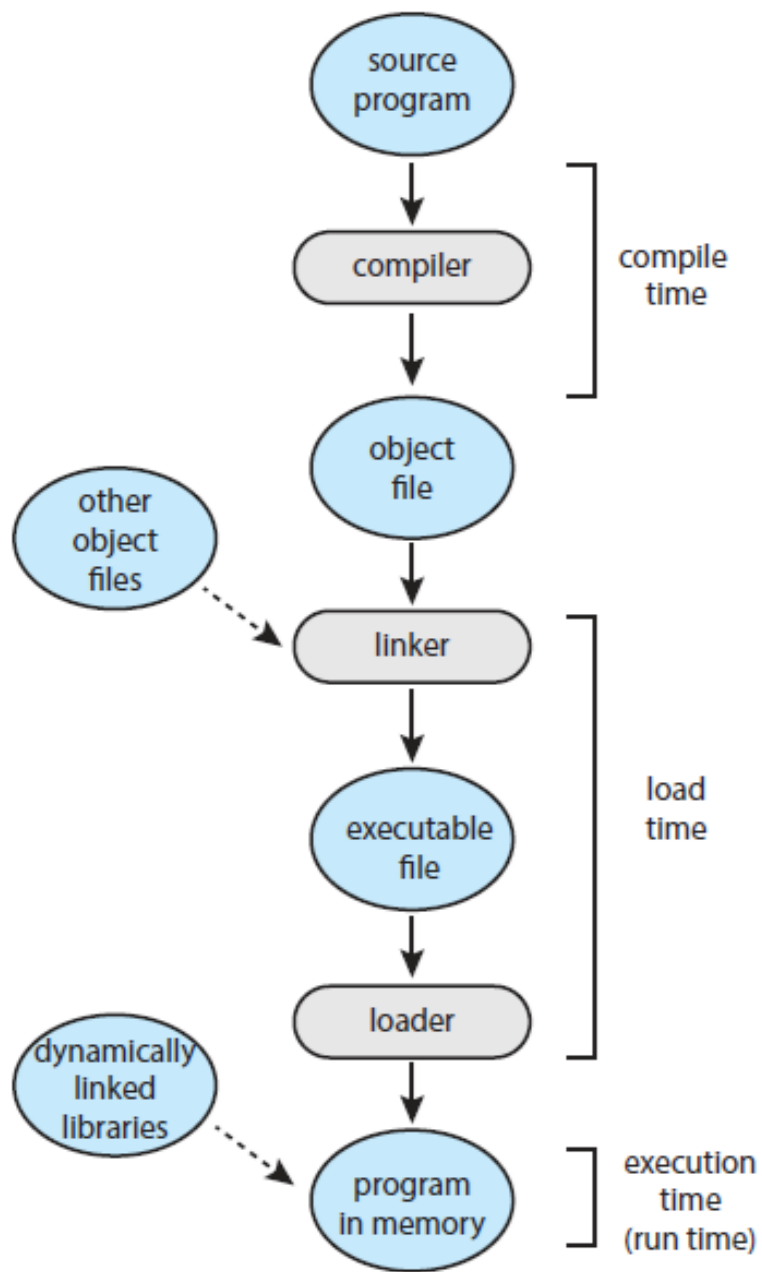 source
program
compiler
compile
time
object
file
other
object
files
linker
load
time
executable
file
loader
dynamically
linked
libraries
program
in memory
execution
time
(run time)